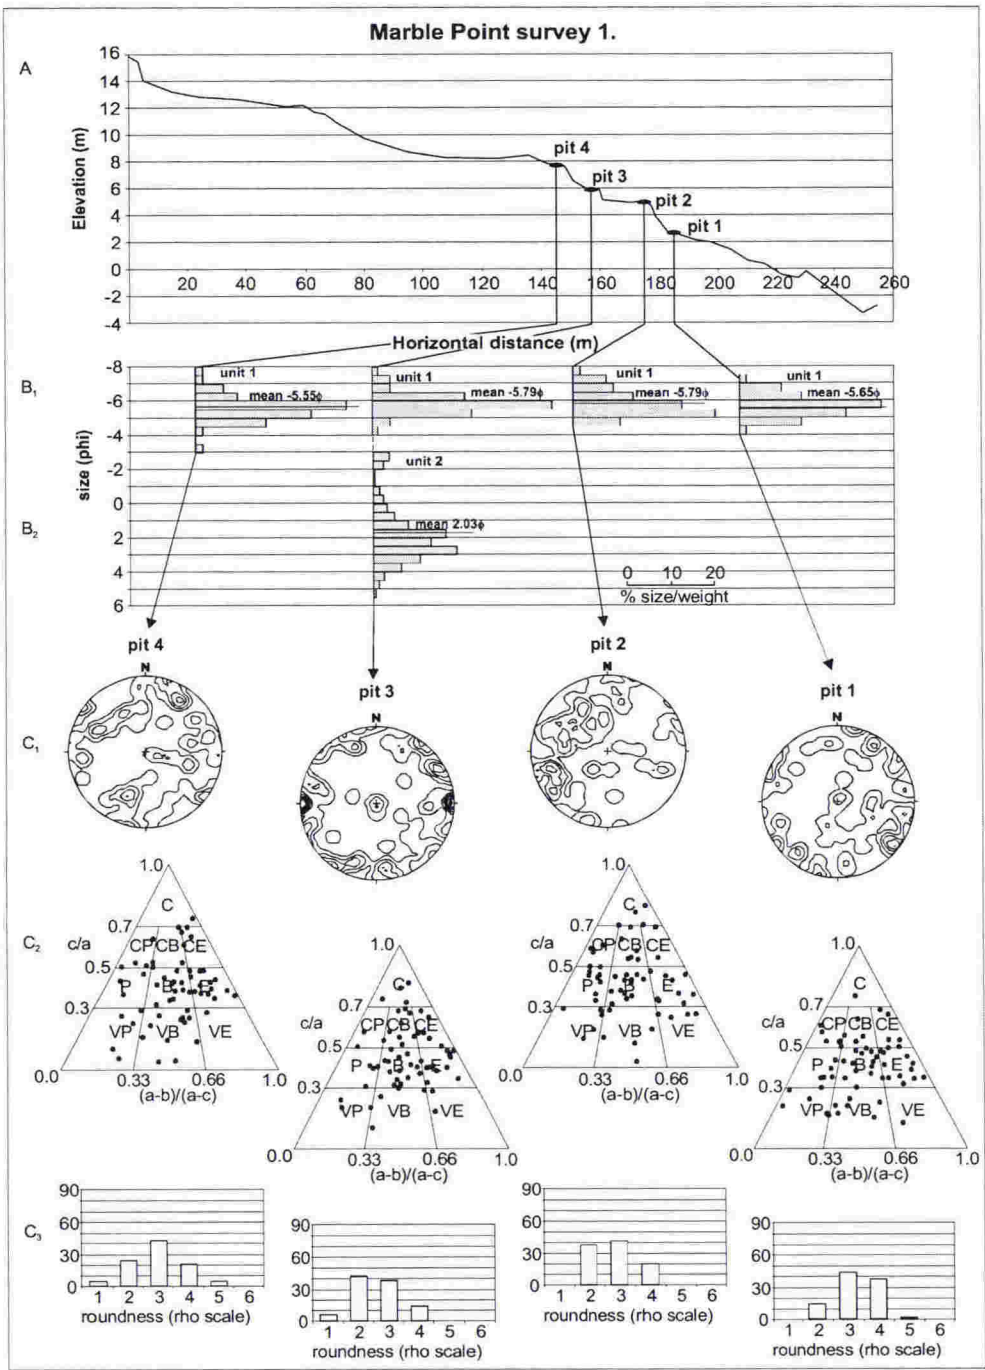 Marble Point survey 1.
A
Elevation (m)
16
14
12
10
8
6
4
2
0
-2
-4
pit 4
pit 3
pit 2
pit 1
20 40 60 80 100 120 140 160 180 200 220 240 260
Horizontal distance (m)
B1
B2
size (phi)
-8
-6
-4
-2
0
2
4
6
unit 1
mean -5.55ϕ
unit 1
mean -5.79ϕ
unit 1
mean -5.79ϕ
unit 1
mean -5.65ϕ
unit 2
mean 2.03ϕ
0 10 20
% size/weight
pit 4
N
pit 3
N
pit 2
N
pit 1
N
C1
C2
1.0
C
0.7
c/a
CP CB CE
0.5
P B E
0.3
VP VB VE
0.0 0.33 0.66 1.0
(a-b)/(a-c)
1.0
C
0.7
c/a
CP CB CE
0.5
P B E
0.3
VP VB VE
0.0 0.33 0.66 1.0
(a-b)/(a-c)
1.0
C
0.7
c/a
CP CB CE
0.5
P B E
0.3
VP VB VE
0.0 0.33 0.66 1.0
(a-b)/(a-c)
1.0
C
0.7
c/a
CP CB CE
0.5
P B E
0.3
VP VB VE
0.0 0.33 0.66 1.0
(a-b)/(a-c)
C3
90
60
30
0
1 2 3 4 5 6
roundness (rho scale)
90
60
30
0
1 2 3 4 5 6
roundness (rho scale)
90
60
30
0
1 2 3 4 5 6
roundness (rho scale)
90
60
30
0
1 2 3 4 5 6
roundness (rho scale)